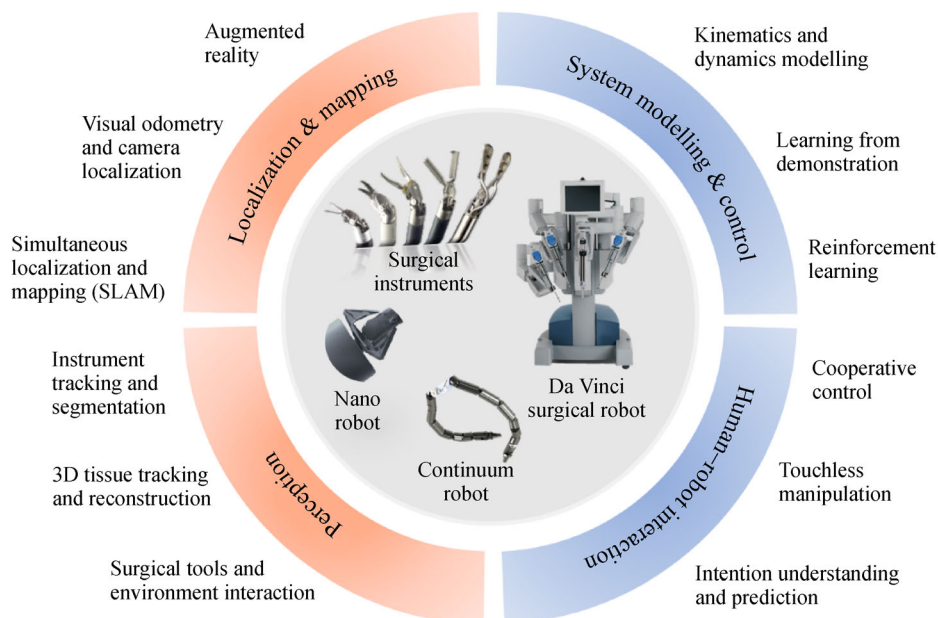 Augmented
reality
Visual odometry
and camera
localization
Simultaneous
localization and
mapping (SLAM)
Localization & mapping
Kinematics and
dynamics modelling
Learning from
demonstration
Reinforcement
learning
System modelling & control
Surgical
instruments
Da Vinci
surgical robot
Nano
robot
Continuum
robot
Instrument
tracking and
segmentation
3D tissue tracking
and reconstruction
Surgical tools and
environment interaction
Perception
Cooperative
control
Touchless
manipulation
Intention understanding
and prediction
Human–robot interaction